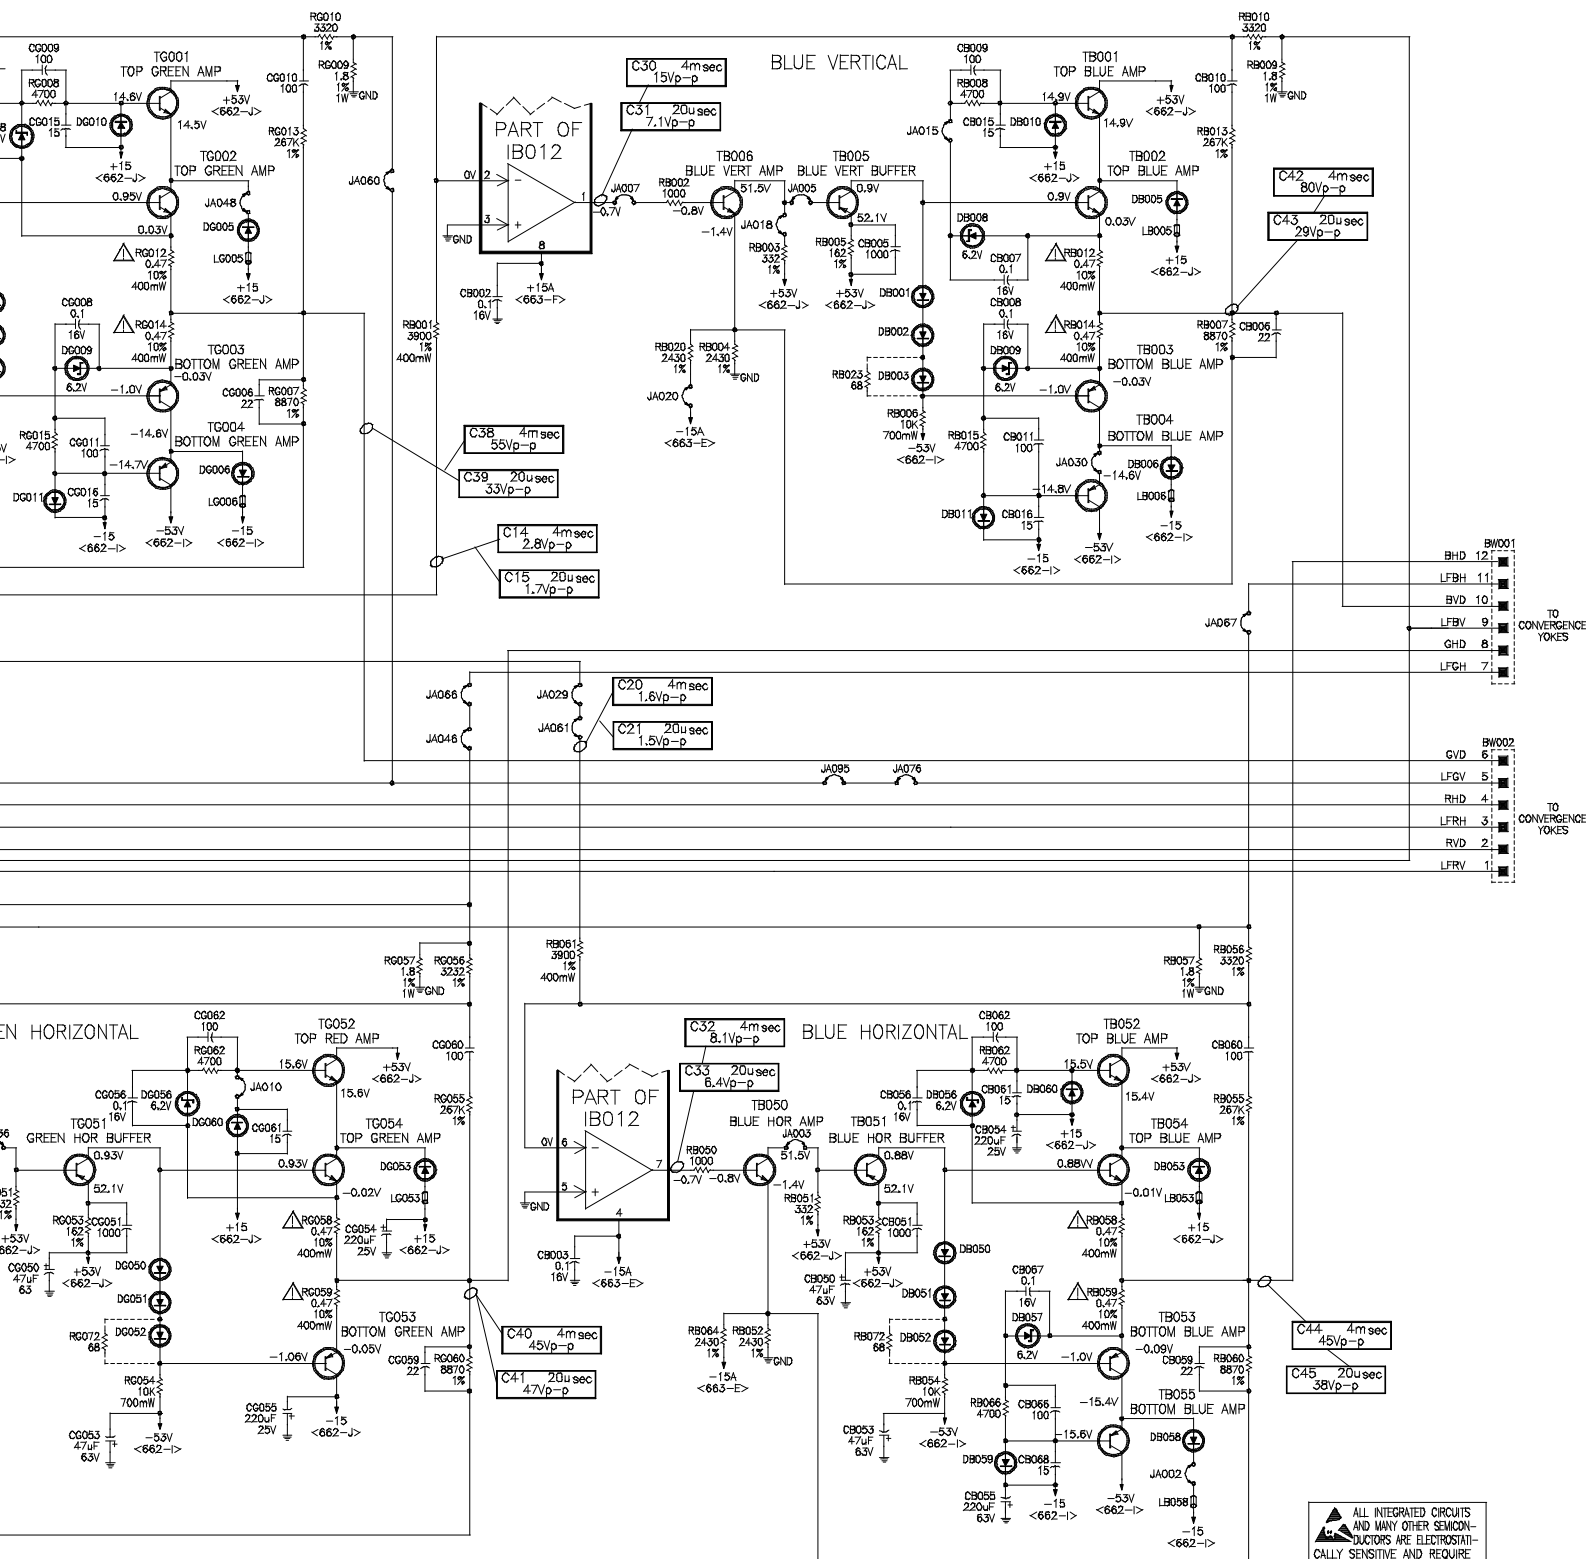 RG010
3320
1%
CG009
100
RG008
4700
TG001
TOP GREEN AMP
14.6V
+53V
<662-J>
CG010
100
RG009
1.8
1%
1W
GND
CG015
15
DG010
14.5V
+15
<662-J>
RG013
267K
1%
TG002
TOP GREEN AMP
0.95V
JA048
JA060
DG005
0.03V
RG012
0.47
10%
400mW
LG005
+15
<662-J>
CG008
0.1
16V
RG014
0.47
10%
400mW
DG009
6.2V
TG003
BOTTOM GREEN AMP
-0.03V
-1.0V
CG006
22
RG007
8870
1%
RG015
4700
CG011
100
-14.6V
TG004
BOTTOM GREEN AMP
-14.7V
DG006
DG011
CG016
15
LG006
-15
<662-I>
-53V
<662-I>
-15
<662-I>
C30 4msec
15Vp-p
C31 20usec
7.1Vp-p
PART OF
IB012
0V 2
-
3
+
1
8
GND
-0.7V
JA007
CB002
0.1
16V
+15A
<663-F>
RB001
3900
1%
400mW
BLUE VERTICAL
RB002
1000
-0.8V
TB006
BLUE VERT AMP
51.5V
-1.4V
JA005
JA018
RB003
332
1%
+53V
<662-J>
TB005
BLUE VERT BUFFER
0.9V
52.1V
RB005
162
1%
CB005
1000
+53V
<662-J>
RB020
2430
1%
RB004
2430
1%
GND
JA020
-15A
<663-E>
DB001
DB002
DB003
RB023
68
RB006
10K
700mW
-53V
<662-I>
CB009
100
RB008
4700
JA015
CB015
15
DB010
14.9V
TB001
TOP BLUE AMP
+53V
<662-J>
14.9V
+15
<662-J>
TB002
TOP BLUE AMP
0.9V
0.03V
DB005
LB005
+15
<662-J>
DB008
6.2V
CB007
0.1
16V
RB012
0.47
10%
400mW
CB008
0.1
16V
RB014
0.47
10%
400mW
DB009
6.2V
TB003
BOTTOM BLUE AMP
-0.03V
-1.0V
RB015
4700
CB011
100
TB004
BOTTOM BLUE AMP
JA030
-14.6V
DB006
-14.8V
DB011
CB016
15
LB006
-15
<662-I>
-53V
<662-I>
-15
<662-I>
RB010
3320
1%
CB010
100
RB009
1.8
1%
1W
GND
RB013
267K
1%
C42 4msec
80Vp-p
C43 20usec
29Vp-p
RB007
8870
1%
CB006
22
C38 4msec
55Vp-p
C39 20usec
33Vp-p
C14 4msec
2.8Vp-p
C15 20usec
1.7Vp-p
BW001
BHD 12
LFBH 11
BVD 10
LFBV 9
GHD 8
LFGH 7
TO
CONVERGENCE
YOKES
JA067
JA066
JA046
JA029
JA061
C20 4msec
1.6Vp-p
C21 20usec
1.5Vp-p
JA095
JA076
BW002
GVD 6
LFGV 5
RHD 4
LFRH 3
RVD 2
LFRV 1
TO
CONVERGENCE
YOKES
RG057
1.8
1%
1W
GND
RG056
3232
1%
RB061
3900
1%
400mW
RB057
1.8
1%
1W
GND
RB056
3320
1%
EN HORIZONTAL
CG062
100
RG062
4700
TG052
TOP RED AMP
15.6V
+53V
<662-J>
15.6V
CG060
100
JA010
CG056
0.1
16V
DG056
6.2V
DG060
CG061
15
RG055
267K
1%
TG051
GREEN HOR BUFFER
0.93V
52.1V
TG054
TOP GREEN AMP
0.93V
-0.02V
DG053
LG053
+15
<662-J>
+15
<662-J>
RG053
162
1%
CG051
1000
+53V
<662-J>
CG050
47uF
63
RG058
0.47
10%
400mW
CG054
220uF
25V
DG050
DG051
DG052
RG072
68
RG059
0.47
10%
400mW
TG053
BOTTOM GREEN AMP
-0.05V
-1.06V
CG059
22
RG060
8870
1%
RG054
10K
700mW
CG053
47uF
63V
-53V
<662-I>
CG055
220uF
25V
-15
<662-J>
C40 4msec
45Vp-p
C41 20usec
47Vp-p
C32 4msec
8.1Vp-p
C33 20usec
6.4Vp-p
PART OF
IB012
0V 6
-
5
+
7
4
GND
CB003
0.1
16V
-15A
<663-E>
BLUE HORIZONTAL
RB050
1000
-0.7V
-0.8V
TB050
BLUE HOR AMP
JA003
51.5V
-1.4V
RB051
332
1%
+53V
<662-J>
TB051
BLUE HOR BUFFER
0.88V
52.1V
RB053
162
1%
CB051
1000
CB050
47uF
63V
+53V
<662-J>
RB064
2430
1%
RB052
2430
1%
GND
-15A
<663-E>
DB050
DB051
DB052
RB072
68
RB054
10K
700mW
CB053
47uF
63V
-53V
<662-I>
CB062
100
RB062
4700
CB056
0.1
16V
DB056
6.2V
CB061
15
DB060
15.5V
TB052
TOP BLUE AMP
+53V
<662-J>
15.4V
CB054
220uF
25V
+15
<662-J>
TB054
TOP BLUE AMP
0.88VV
-0.01V
DB053
LB053
+15
<662-J>
RB058
0.47
10%
400mW
CB067
0.1
16V
DB057
6.2V
RB059
0.47
10%
400mW
TB053
BOTTOM BLUE AMP
-0.09V
-1.0V
CB059
22
RB060
8870
1%
CB060
100
RB055
267K
1%
RB066
4700
CB066
100
-15.4V
TB055
BOTTOM BLUE AMP
-15.6V
DB059
CB068
15
DB058
JA002
LB058
CB055
220uF
63V
-15
<662-I>
-53V
<662-I>
-15
<662-I>
C44 4msec
45Vp-p
C45 20usec
38Vp-p
ALL INTEGRATED CIRCUITS
AND MANY OTHER SEMICON-
DUCTORS ARE ELECTROSTATI-
CALLY SENSITIVE AND REQUIRE